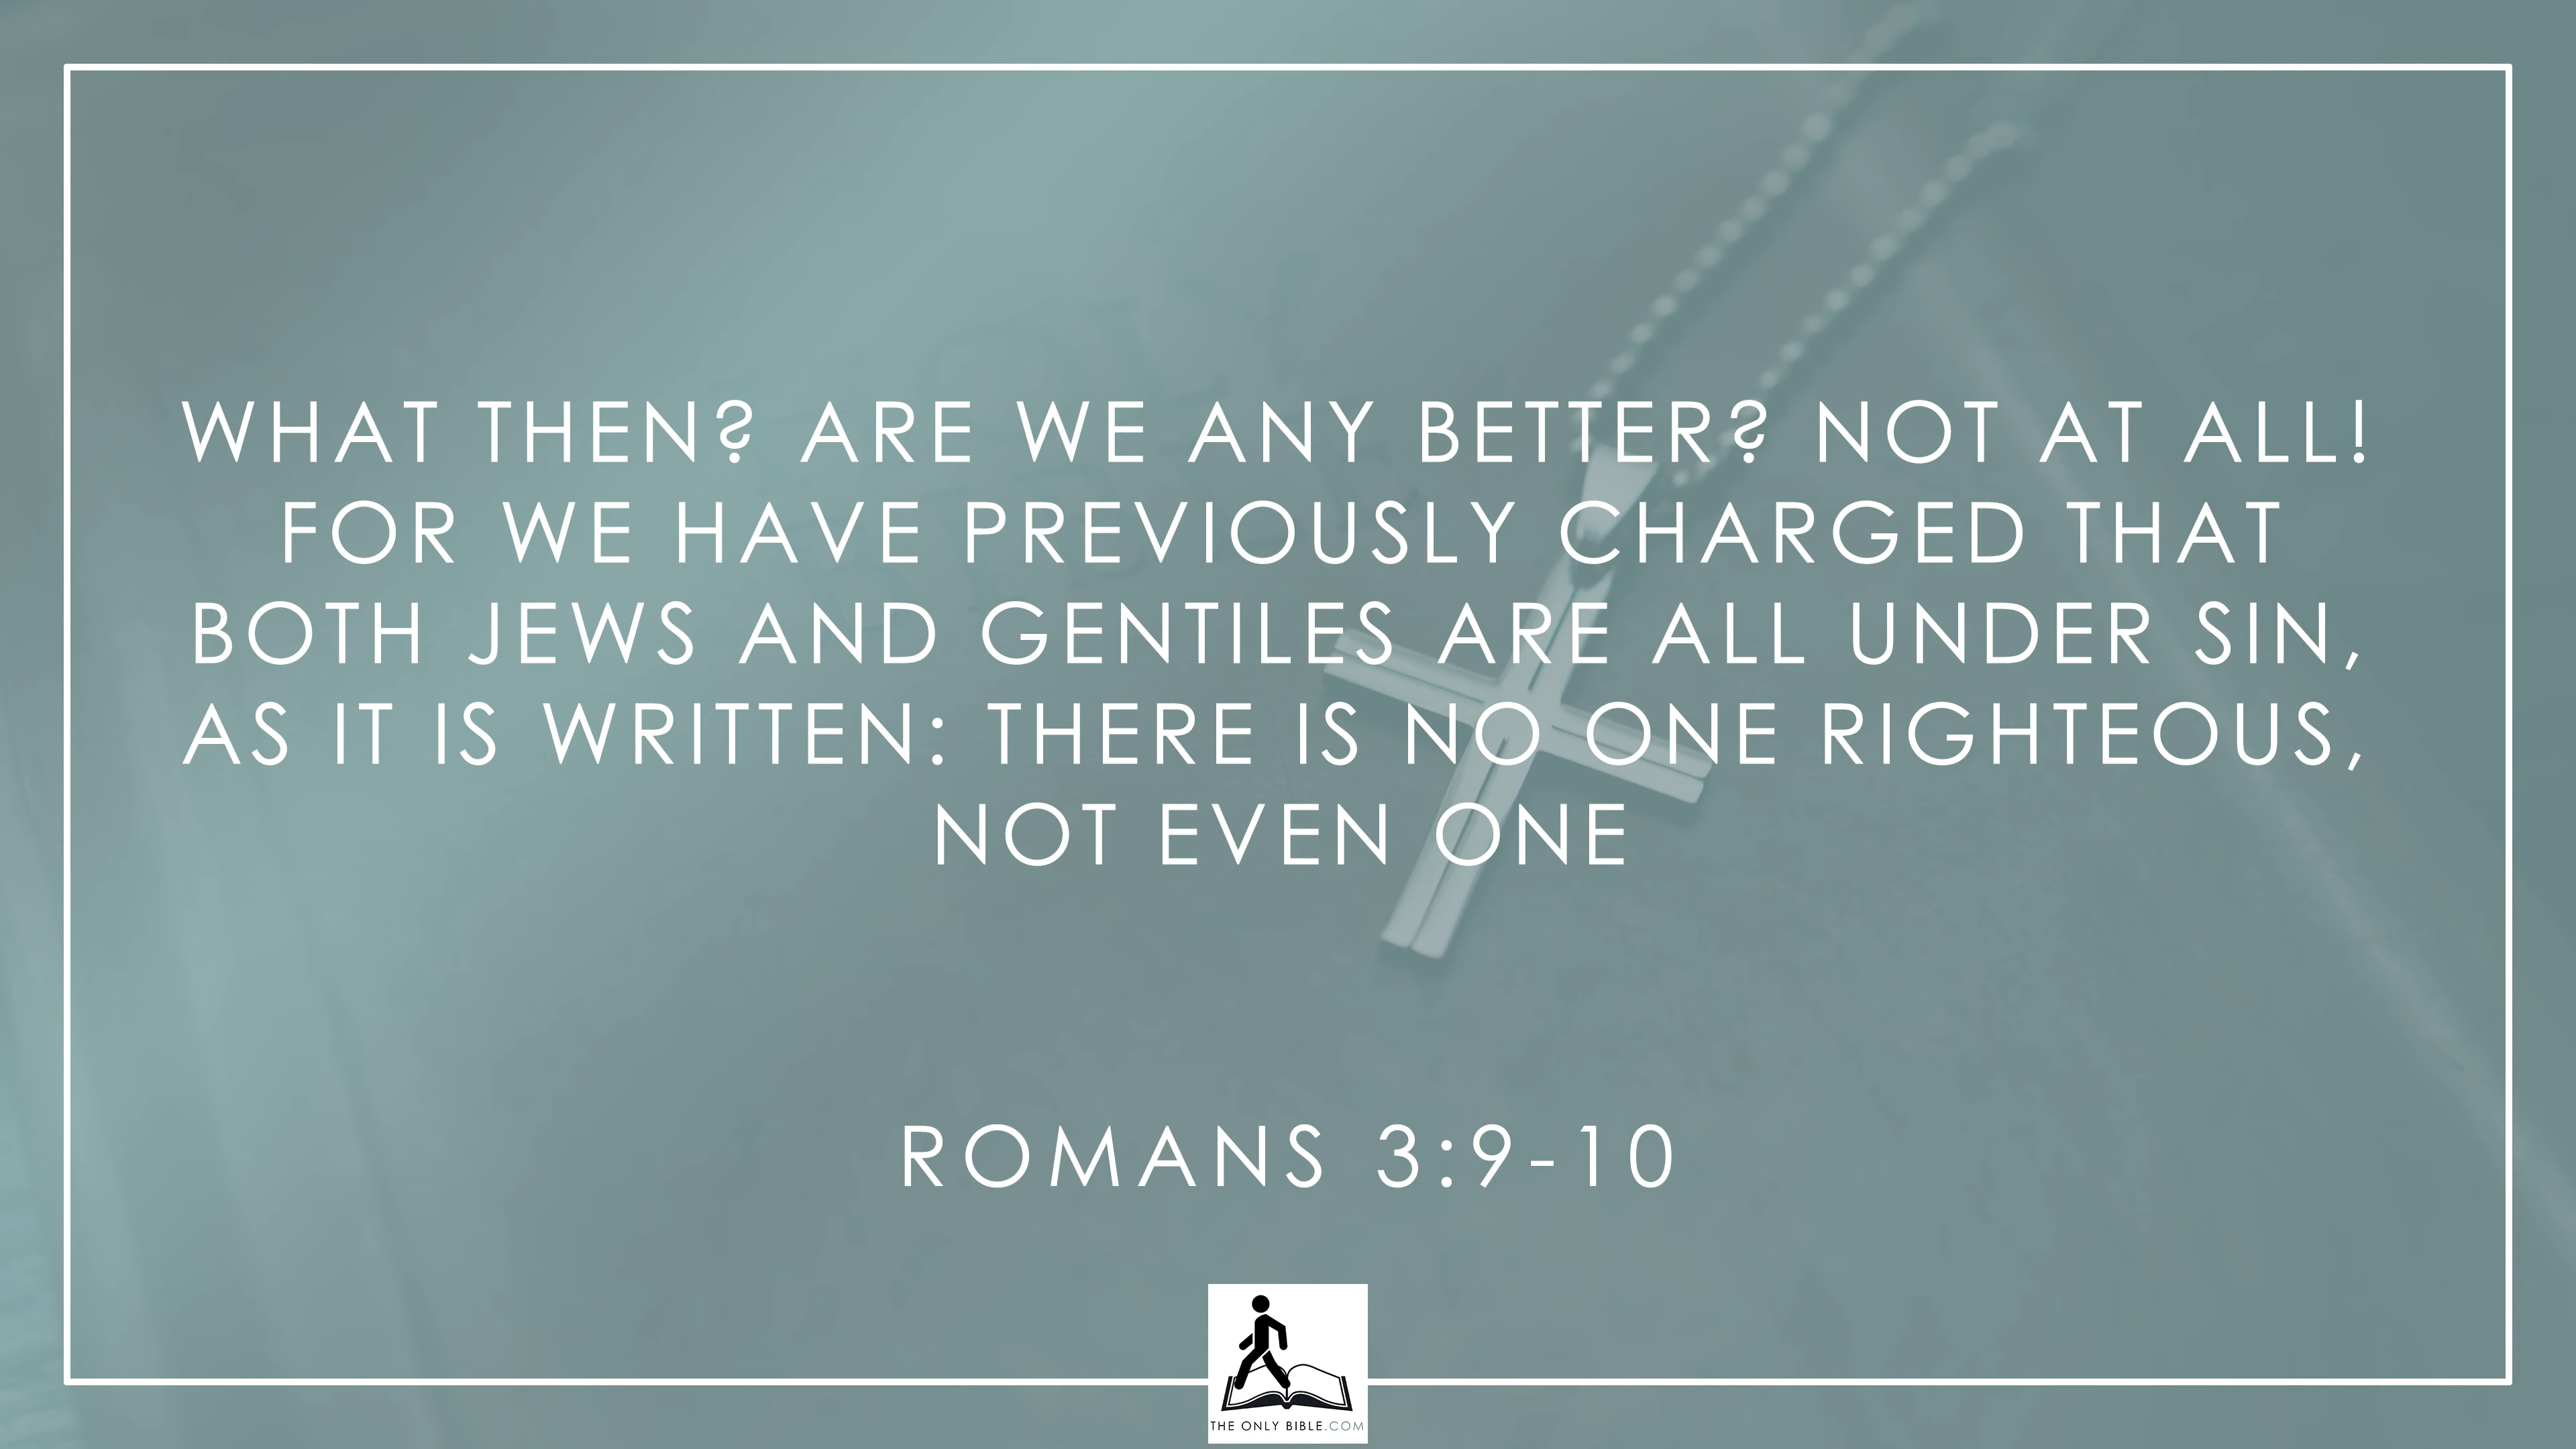 WHAT THEN? ARE WE ANY BETTER? NOT AT ALL!
FOR WE HAVE PREVIOUSLY CHARGED THAT
BOTH JEWS AND GENTILES ARE ALL UNDER SIN,
AS IT IS WRITTEN: THERE IS NO ONE RIGHTEOUS,
NOT EVEN ONE
ROMANS 3:9-10
THE ONLY BIBLE.COM